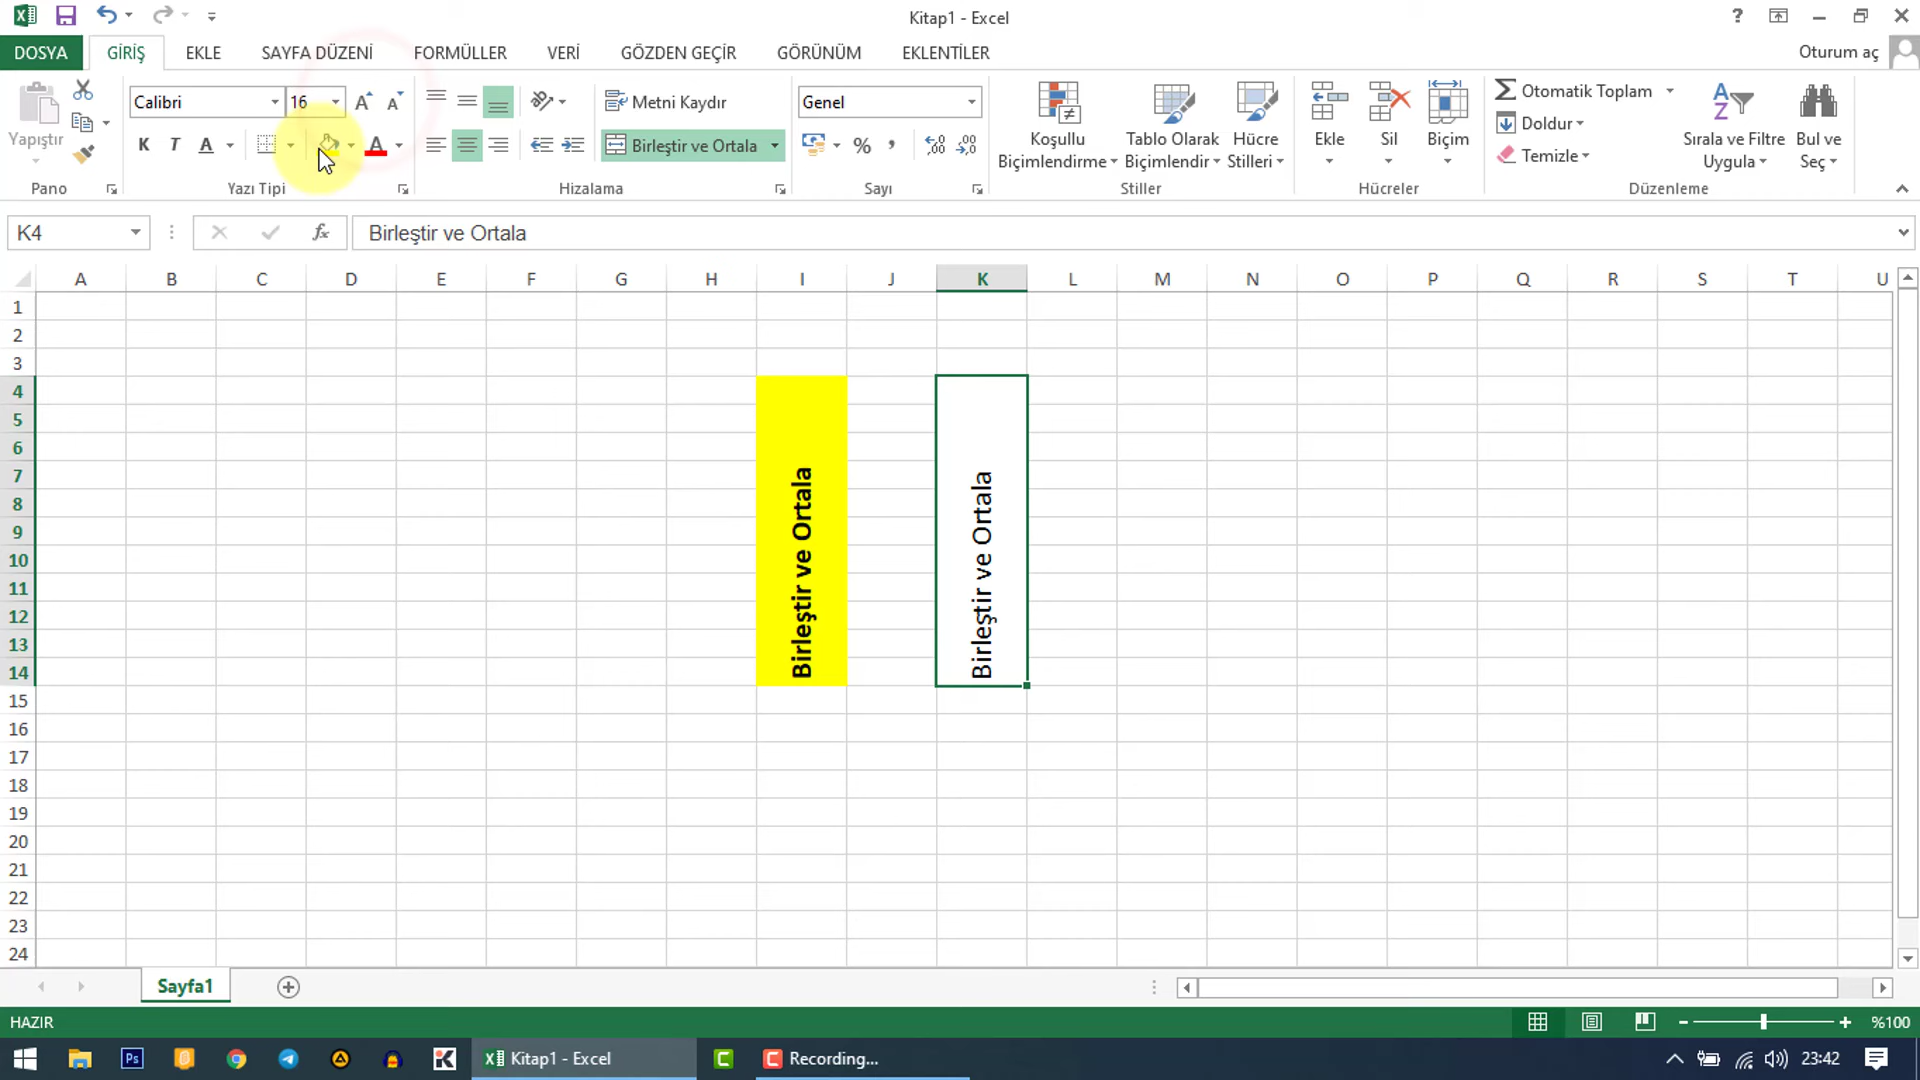 Kitap1 - Excel
DOSYA
GİRİŞ
EKLE
SAYFA DÜZENİ
FORMÜLLER
VERİ
GÖZDEN GEÇİR
GÖRÜNÜM
EKLENTİLER
Oturum aç
Yapıştır
Calibri
16
K
T
A
A
Metni Kaydır
Birleştir ve Ortala
Genel
%
Koşullu
Biçimlendirme
Tablo Olarak
Biçimlendir
Hücre
Stilleri
Ekle
Sil
Biçim
Otomatik Toplam
Doldur
Temizle
Sırala ve Filtre
Uygula
Bul ve
Seç
Pano
Yazı Tipi
Hizalama
Sayı
Stiller
Hücreler
Düzenleme
K4
fx
Birleştir ve Ortala
A B C D E F G H I J K L M N O P Q R S T U
1
2
3
4
5
6
7
8
9
10
11
12
13
14
15
16
17
18
19
20
21
22
23
24
Birleştir ve Ortala
Birleştir ve Ortala
Sayfa1
HAZIR
%100
Kitap1 - Excel
Recording...
23:42